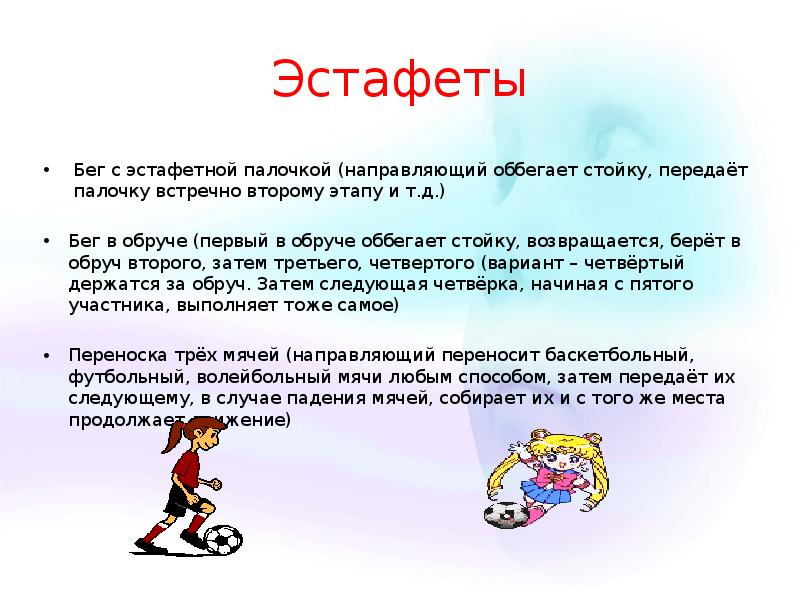 Эстафеты
• Бег с эстафетной палочкой (направляющий оббегает стойку, передаёт
палочку встречно второму этапу и т.д.)
• Бег в обруче (первый в обруче оббегает стойку, возвращается, берёт в
обруч второго, затем третьего, четвертого (вариант – четвёртый
держатся за обруч. Затем следующая четвёрка, начиная с пятого
участника, выполняет тоже самое)
• Переноска трёх мячей (направляющий переносит баскетбольный,
футбольный, волейбольный мячи любым способом, затем передаёт их
следующему, в случае падения мячей, собирает их и с того же места
продолжает движение)